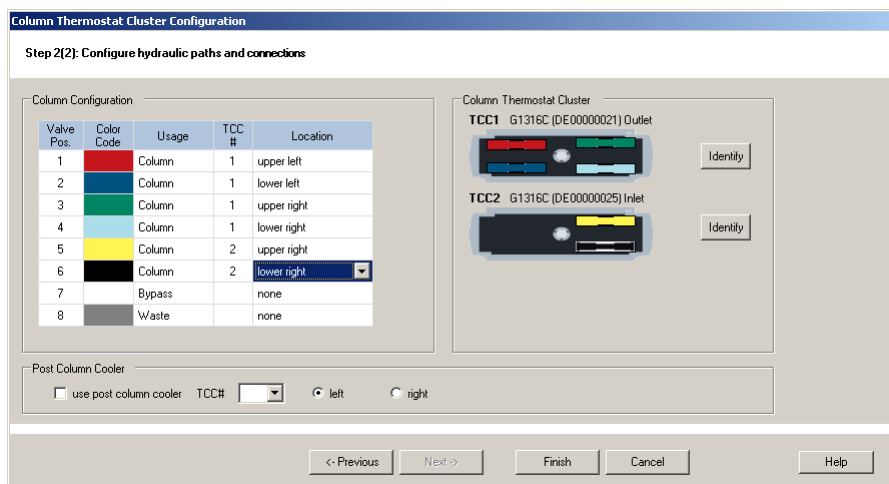 Column Thermostat Cluster Configuration
Step 2(2): Configure hydraulic paths and connections
Column Configuration
Valve Pos. Color Code Usage TCC # Location
1 Column 1 upper left
2 Column 1 lower left
3 Column 1 upper right
4 Column 1 lower right
5 Column 2 upper right
6 Column 2 lower right
7 Bypass none
8 Waste none
Column Thermostat Cluster
TCC1 G1316C (DE00000021) Outlet
Identify
TCC2 G1316C (DE00000025) Inlet
Identify
Post Column Cooler
use post column cooler TCC# left right
<- Previous Next -> Finish Cancel Help